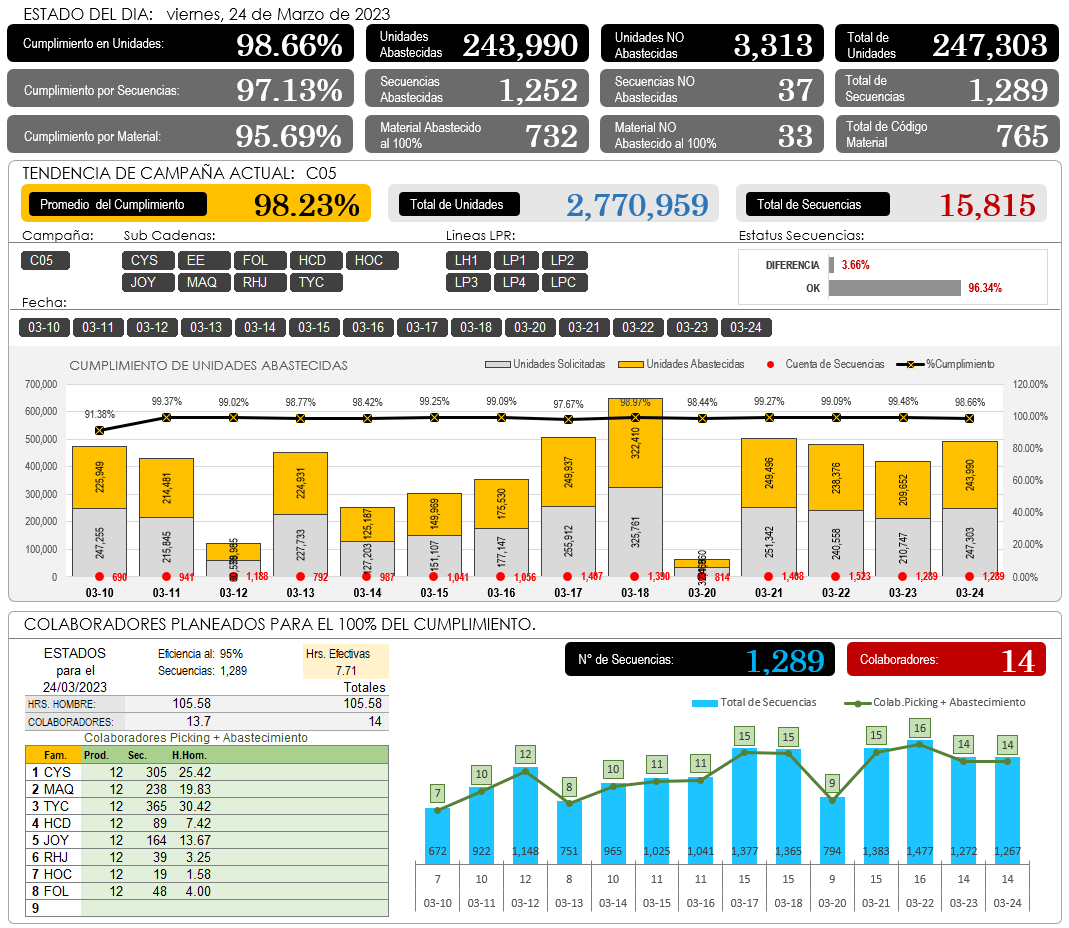 ESTADO DEL DIA: viernes, 24 de Marzo de 2023
Cumplimiento en Unidades: 98.66%
Unidades Abastecidas 243,990
Unidades NO Abastecidas 3,313
Total de Unidades 247,303
Cumplimiento por Secuencias: 97.13%
Secuencias Abastecidas 1,252
Secuencias NO Abastecidas 37
Total de Secuencias 1,289
Cumplimiento por Material: 95.69%
Material Abastecido al 100% 732
Material NO Abastecido al 100% 33
Total de Código Material 765
TENDENCIA DE CAMPAÑA ACTUAL: C05
Promedio del Cumplimiento 98.23%
Total de Unidades 2,770,959
Total de Secuencias 15,815
Campaña:
C05
Sub Cadenas:
CYS EE FOL HCD HOC
JOY MAQ RHJ TYC
Lineas LPR:
LH1 LP1 LP2
LP3 LP4 LPC
Estatus Secuencias:
DIFERENCIA 3.66%
OK 96.34%
Fecha:
03-10 03-11 03-12 03-13 03-14 03-15 03-16 03-17 03-18 03-20 03-21 03-22 03-23 03-24
CUMPLIMIENTO DE UNIDADES ABASTECIDAS
Unidades Solicitadas Unidades Abastecidas Cuenta de Secuencias %Cumplimiento
700,000
600,000
500,000
400,000
300,000
200,000
100,000
0
120.00%
100.00%
80.00%
60.00%
40.00%
20.00%
0.00%
91.38% 99.37% 99.02% 98.77% 98.42% 99.25% 99.09% 97.67% 98.97% 98.44% 99.27% 99.09% 99.48% 98.66%
225,949 214,481 224,931 125,187 149,969 175,530 249,937 322,410 249,496 238,376 209,652 243,990
247,255 215,845 227,733 127,203 151,107 177,147 255,912 325,761 251,342 240,558 210,747 247,303
690 941 1,188 792 987 1,041 1,056 1,407 1,390 814 1,408 1,523 1,289 1,289
03-10 03-11 03-12 03-13 03-14 03-15 03-16 03-17 03-18 03-20 03-21 03-22 03-23 03-24
COLABORADORES PLANEADOS PARA EL 100% DEL CUMPLIMIENTO.
ESTADOS
para el
24/03/2023
Eficiencia al: 95%
Secuencias: 1,289
Hrs. Efectivas
7.71
Totales
HRS. HOMBRE: 105.58 105.58
COLABORADORES: 13.7 14
Colaboradores Picking + Abastecimiento
Fam. Prod. Sec. H.Hom.
1 CYS 12 305 25.42
2 MAQ 12 238 19.83
3 TYC 12 365 30.42
4 HCD 12 89 7.42
5 JOY 12 164 13.67
6 RHJ 12 39 3.25
7 HOC 12 19 1.58
8 FOL 12 48 4.00
9
N° de Secuencias: 1,289
Colaboradores: 14
Total de Secuencias Colab.Picking + Abastecimiento
7 10 12 8 10 11 11 15 15 9 15 16 14 14
672 922 1,148 751 965 1,025 1,041 1,377 1,365 794 1,383 1,477 1,272 1,267
7 10 12 8 10 11 11 15 15 9 15 16 14 14
03-10 03-11 03-12 03-13 03-14 03-15 03-16 03-17 03-18 03-20 03-21 03-22 03-23 03-24